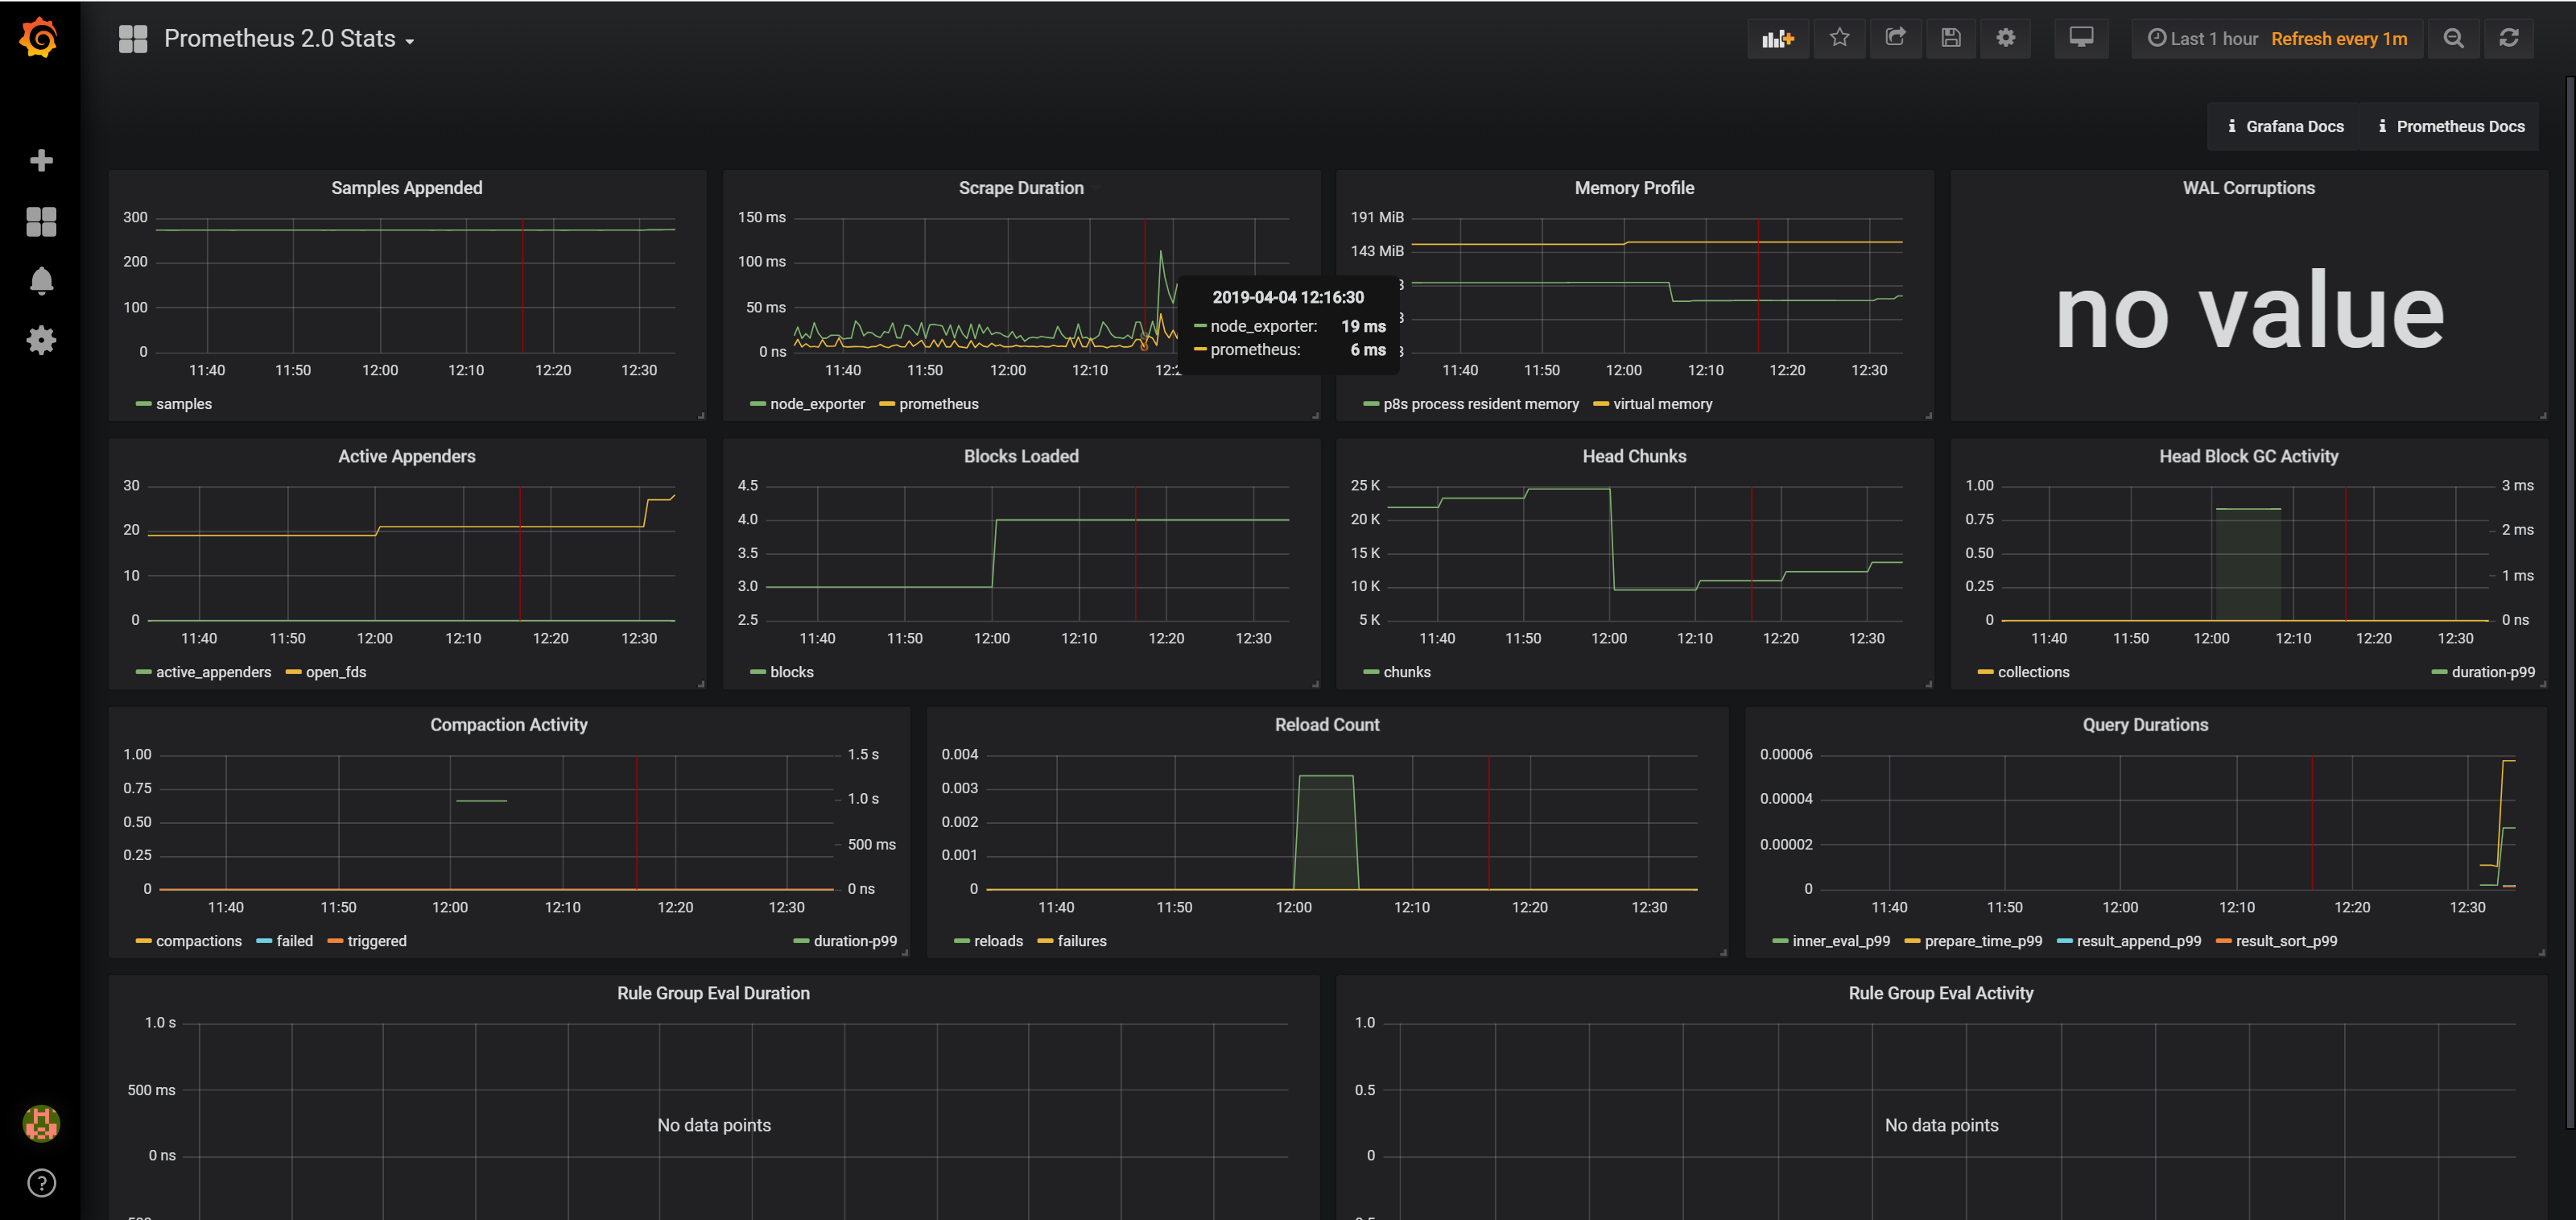 Prometheus 2.0 Stats
Last 1 hour Refresh every 1m
Grafana Docs
Prometheus Docs
Samples Appended
300
200
100
0
11:40 11:50 12:00 12:10 12:20 12:30
samples
Scrape Duration
150 ms
100 ms
50 ms
0 ns
11:40 11:50 12:00 12:10
node_exporter prometheus
2019-04-04 12:16:30
node_exporter: 19 ms
prometheus: 6 ms
Memory Profile
191 MiB
143 MiB
11:40 11:50 12:00 12:10 12:20 12:30
p8s process resident memory virtual memory
WAL Corruptions
no value
Active Appenders
30
20
10
0
11:40 11:50 12:00 12:10 12:20 12:30
active_appenders open_fds
Blocks Loaded
4.5
4.0
3.5
3.0
2.5
11:40 11:50 12:00 12:10 12:20 12:30
blocks
Head Chunks
25 K
20 K
15 K
10 K
5 K
11:40 11:50 12:00 12:10 12:20 12:30
chunks
Head Block GC Activity
1.00
0.75
0.50
0.25
0
3 ms
2 ms
1 ms
0 ns
11:40 11:50 12:00 12:10 12:20 12:30
collections duration-p99
Compaction Activity
1.00
0.75
0.50
0.25
0
1.5 s
1.0 s
500 ms
0 ns
11:40 11:50 12:00 12:10 12:20 12:30
compactions failed triggered duration-p99
Reload Count
0.004
0.003
0.002
0.001
0
11:40 11:50 12:00 12:10 12:20 12:30
reloads failures
Query Durations
0.00006
0.00004
0.00002
0
11:40 11:50 12:00 12:10 12:20 12:30
inner_eval_p99 prepare_time_p99 result_append_p99 result_sort_p99
Rule Group Eval Duration
1.0 s
500 ms
0 ns
No data points
Rule Group Eval Activity
1.0
0.5
0
No data points